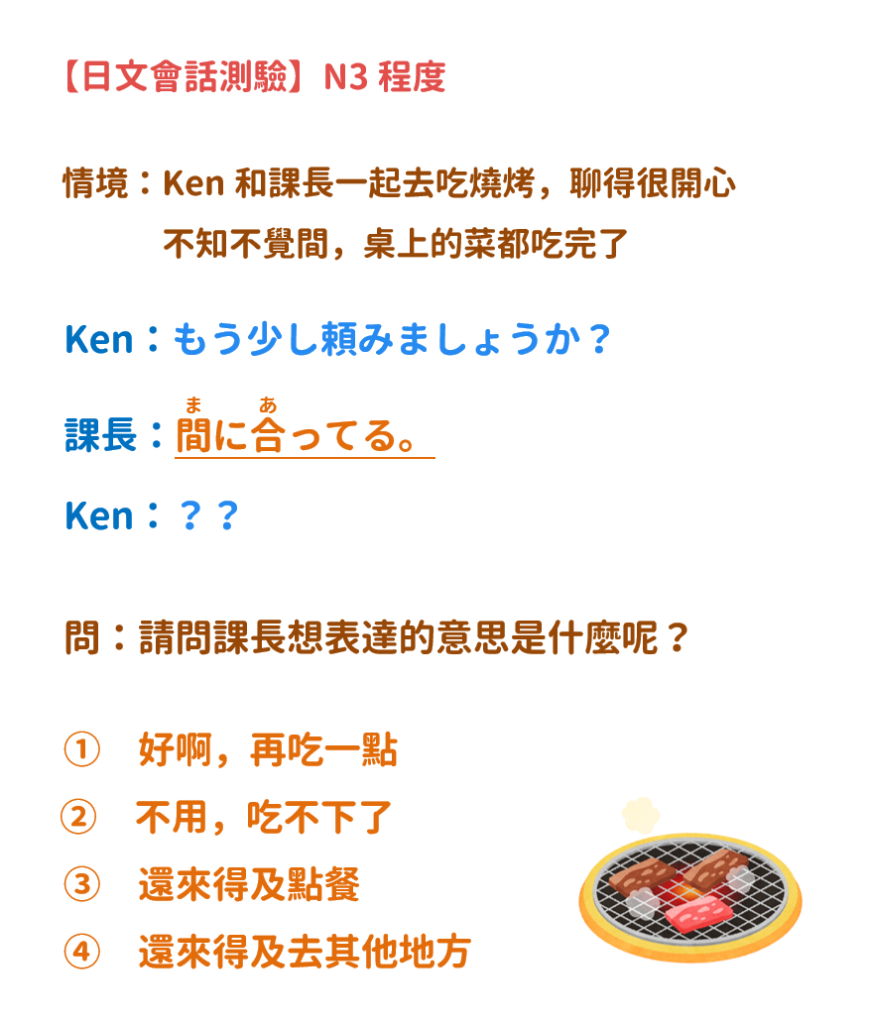 【日文會話測驗】N3 程度
情境：Ken 和課長一起去吃燒烤，聊得很開心
不知不覺間，桌上的菜都吃完了
Ken：もう少し頼みましょうか？
ま あ
課長：間に合ってる。
Ken：？？
問：請問課長想表達的意思是什麼呢？
① 好啊，再吃一點
② 不用，吃不下了
③ 還來得及點餐
④ 還來得及去其他地方